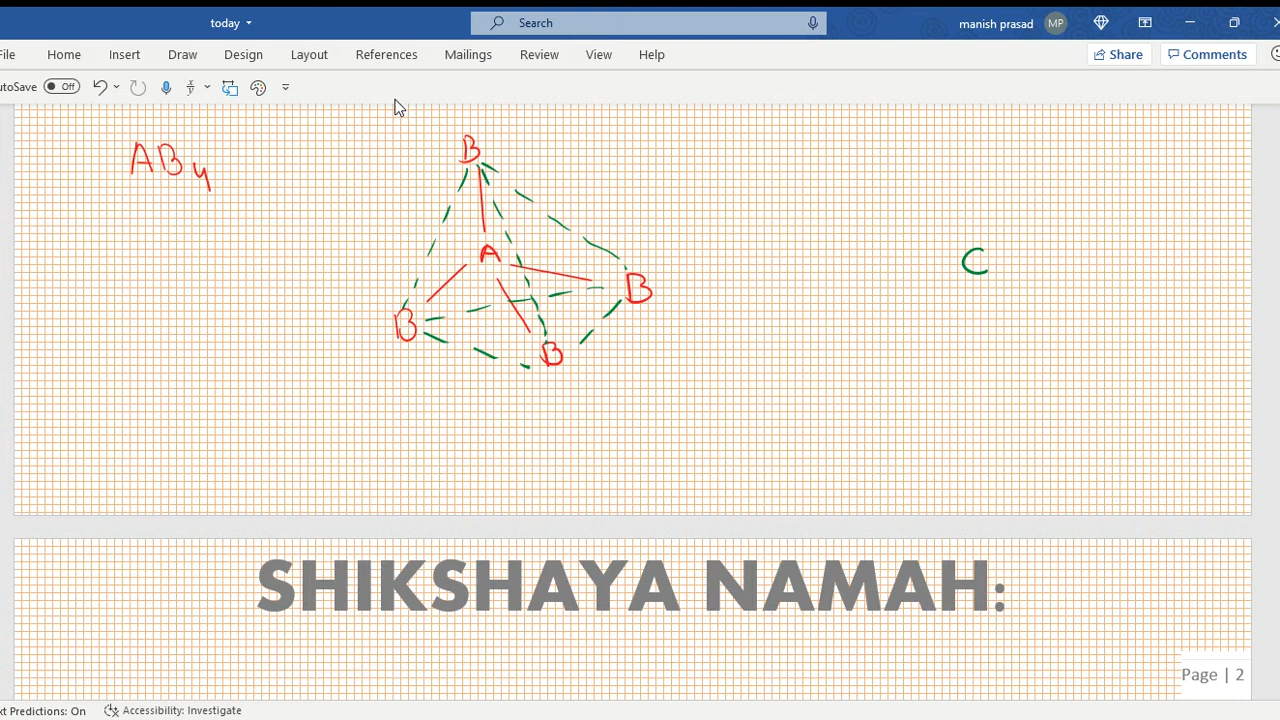 today
Search
manish prasad MP
File Home Insert Draw Design Layout References Mailings Review View Help Share Comments
AutoSave Off
AB4
B
A
B
B
B
C
SHIKSHAYA NAMAH:
Page | 2
xt Predictions: On Accessibility: Investigate